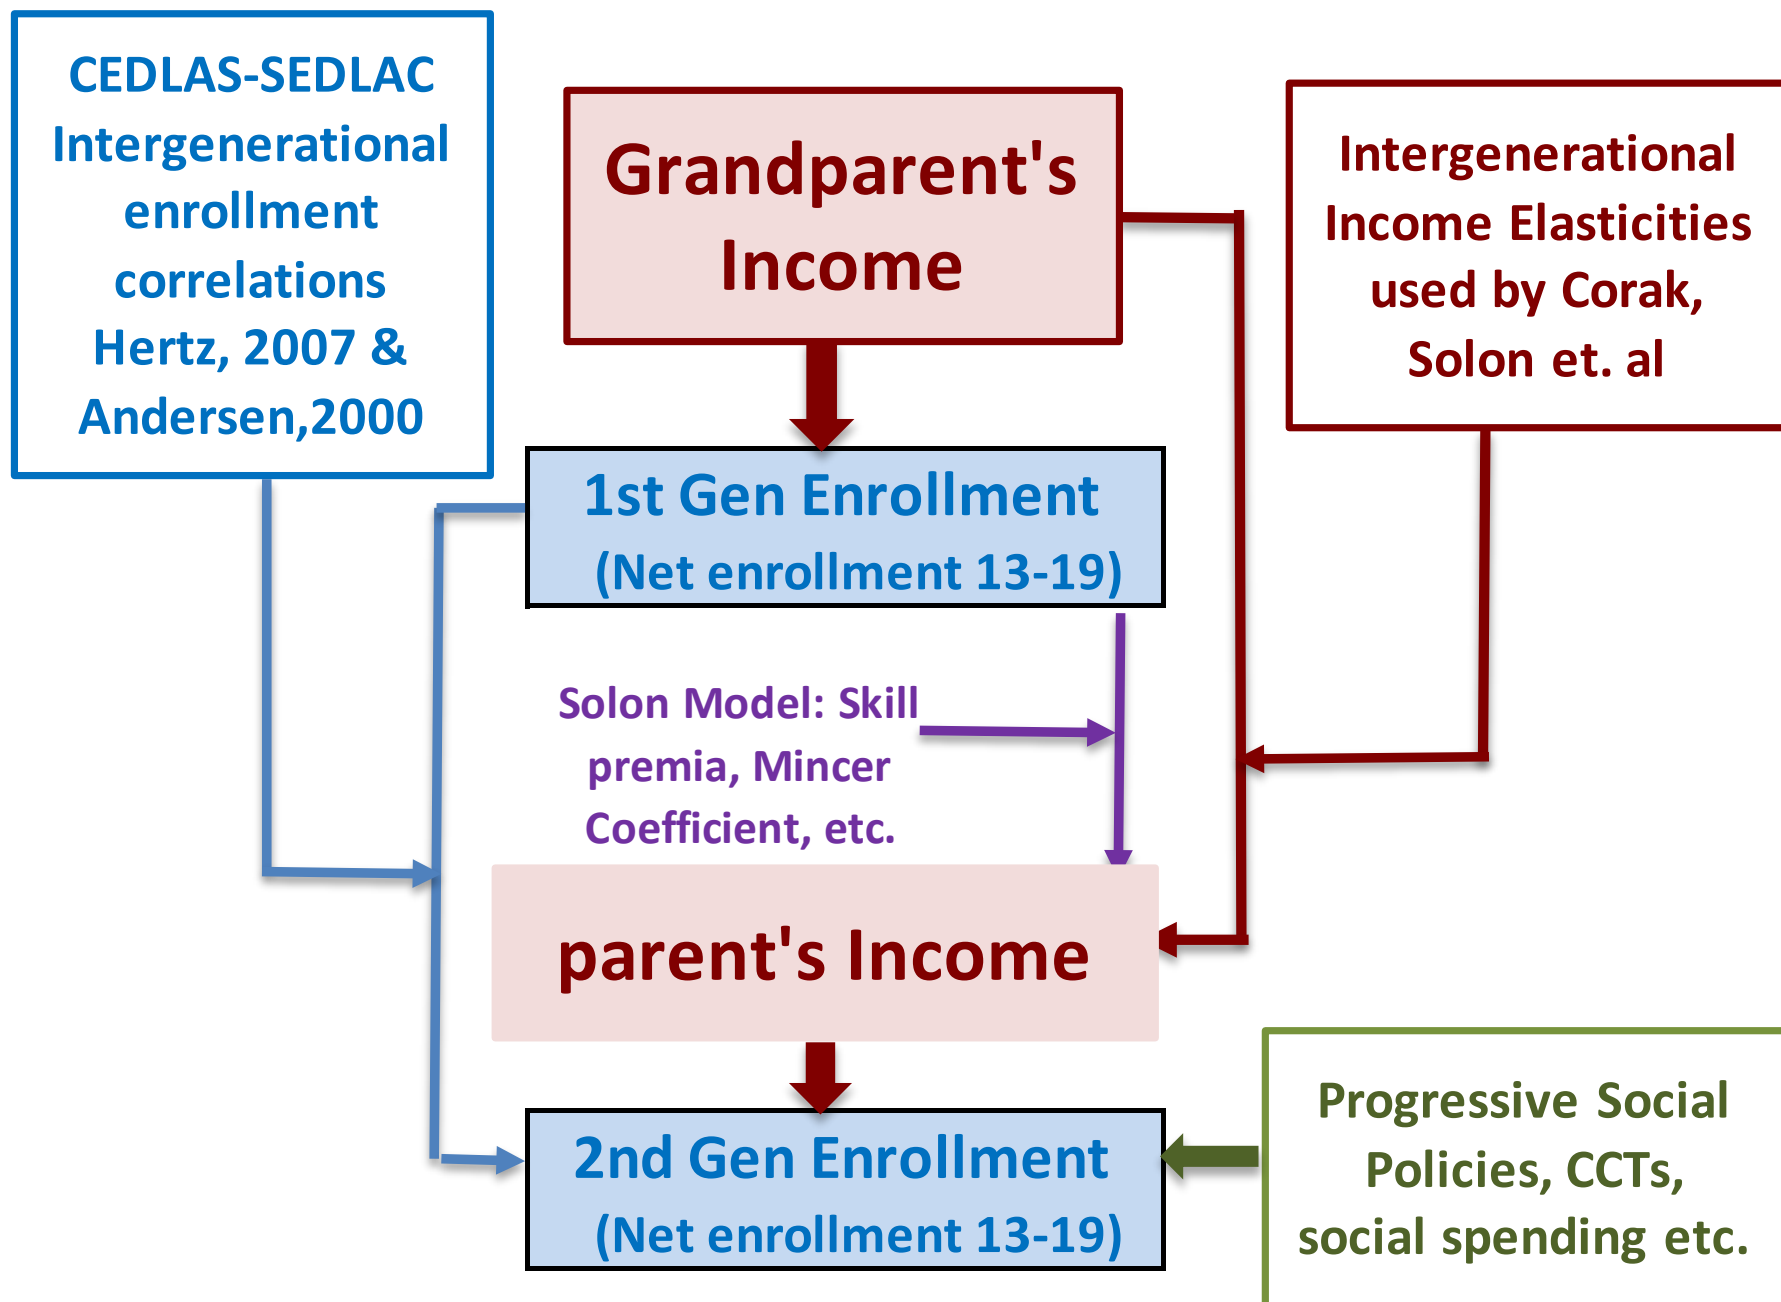 CEDLAS-SEDLAC
Intergenerational
enrollment
correlations
Hertz, 2007 &
Andersen,2000
Grandparent's
Income
Intergenerational
Income Elasticities
used by Corak,
Solon et. al
1st Gen Enrollment
(Net enrollment 13-19)
Solon Model: Skill
premia, Mincer
Coefficient, etc.
parent's Income
2nd Gen Enrollment
(Net enrollment 13-19)
Progressive Social
Policies, CCTs,
social spending etc.